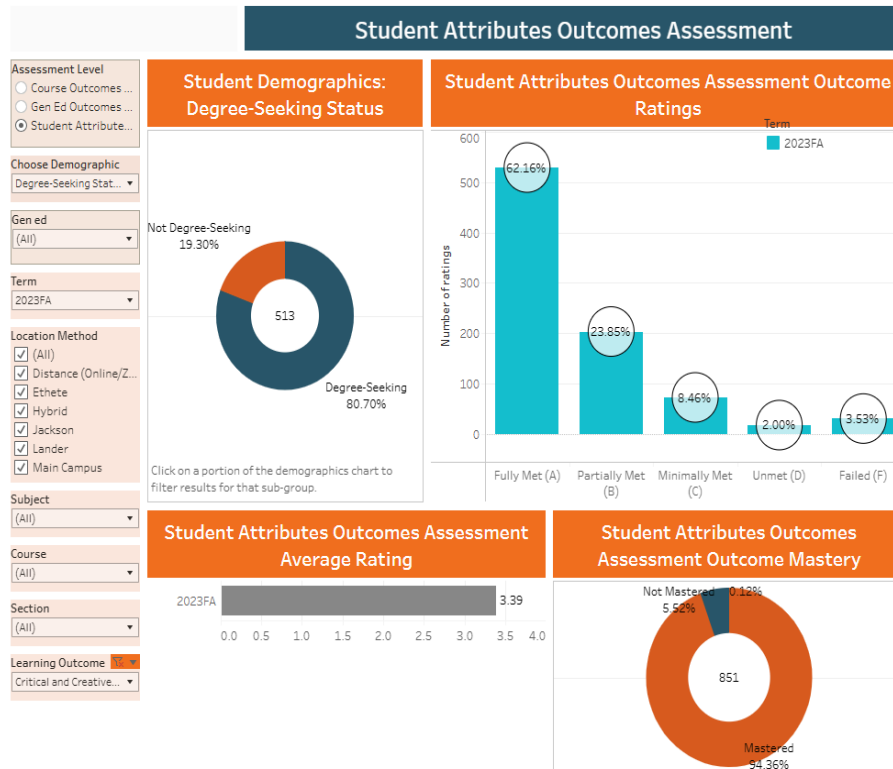 Student Attributes Outcomes Assessment
Assessment Level
Course Outcomes ...
Gen Ed Outcomes ...
Student Attribute...
Choose Demographic
Degree-Seeking Stat...
Gen ed
(All)
Term
2023FA
Location Method
(All)
Distance (Online/Z...
Ethete
Hybrid
Jackson
Lander
Main Campus
Subject
(All)
Course
(All)
Section
(All)
Learning Outcome
Critical and Creative...
Student Demographics:
Degree-Seeking Status
Not Degree-Seeking
19.30%
513
Degree-Seeking
80.70%
Click on a portion of the demographics chart to
filter results for that sub-group.
Student Attributes Outcomes Assessment Outcome
Ratings
Term
2023FA
Number of ratings
600
500
400
300
200
100
0
62.16%
23.85%
8.46%
2.00%
3.53%
Fully Met (A)
Partially Met
(B)
Minimally Met
(C)
Unmet (D)
Failed (F)
Student Attributes Outcomes Assessment
Average Rating
2023FA
3.39
0.0 0.5 1.0 1.5 2.0 2.5 3.0 3.5 4.0
Student Attributes Outcomes
Assessment Outcome Mastery
Not Mastered
5.52%
0.12%
851
Mastered
94.36%